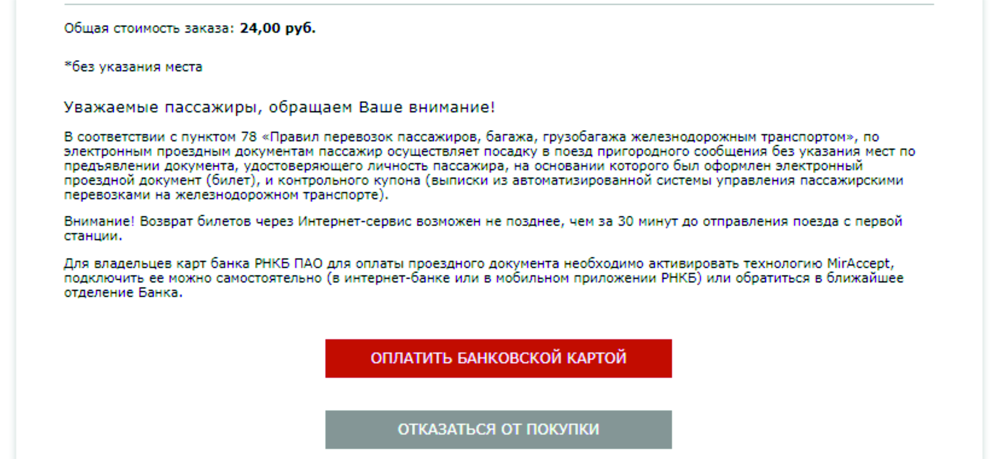 Общая стоимость заказа: 24,00 руб.
*без указания места
Уважаемые пассажиры, обращаем Ваше внимание!
В соответствии с пунктом 78 «Правил перевозок пассажиров, багажа, грузобагажа железнодорожным транспортом», по
электронным проездным документам пассажир осуществляет посадку в поезд пригородного сообщения без указания мест по
предъявлении документа, удостоверяющего личность пассажира, на основании которого был оформлен электронный
проездной документ (билет), и контрольного купона (выписки из автоматизированной системы управления пассажирскими
перевозками на железнодорожном транспорте).
Внимание! Возврат билетов через Интернет-сервис возможен не позднее, чем за 30 минут до отправления поезда с первой
станции.
Для владельцев карт банка РНКБ ПАО для оплаты проездного документа необходимо активировать технологию MirAccept,
подключить ее можно самостоятельно (в интернет-банке или в мобильном приложении РНКБ) или обратиться в ближайшее
отделение Банка.
ОПЛАТИТЬ БАНКОВСКОЙ КАРТОЙ
ОТКАЗАТЬСЯ ОТ ПОКУПКИ